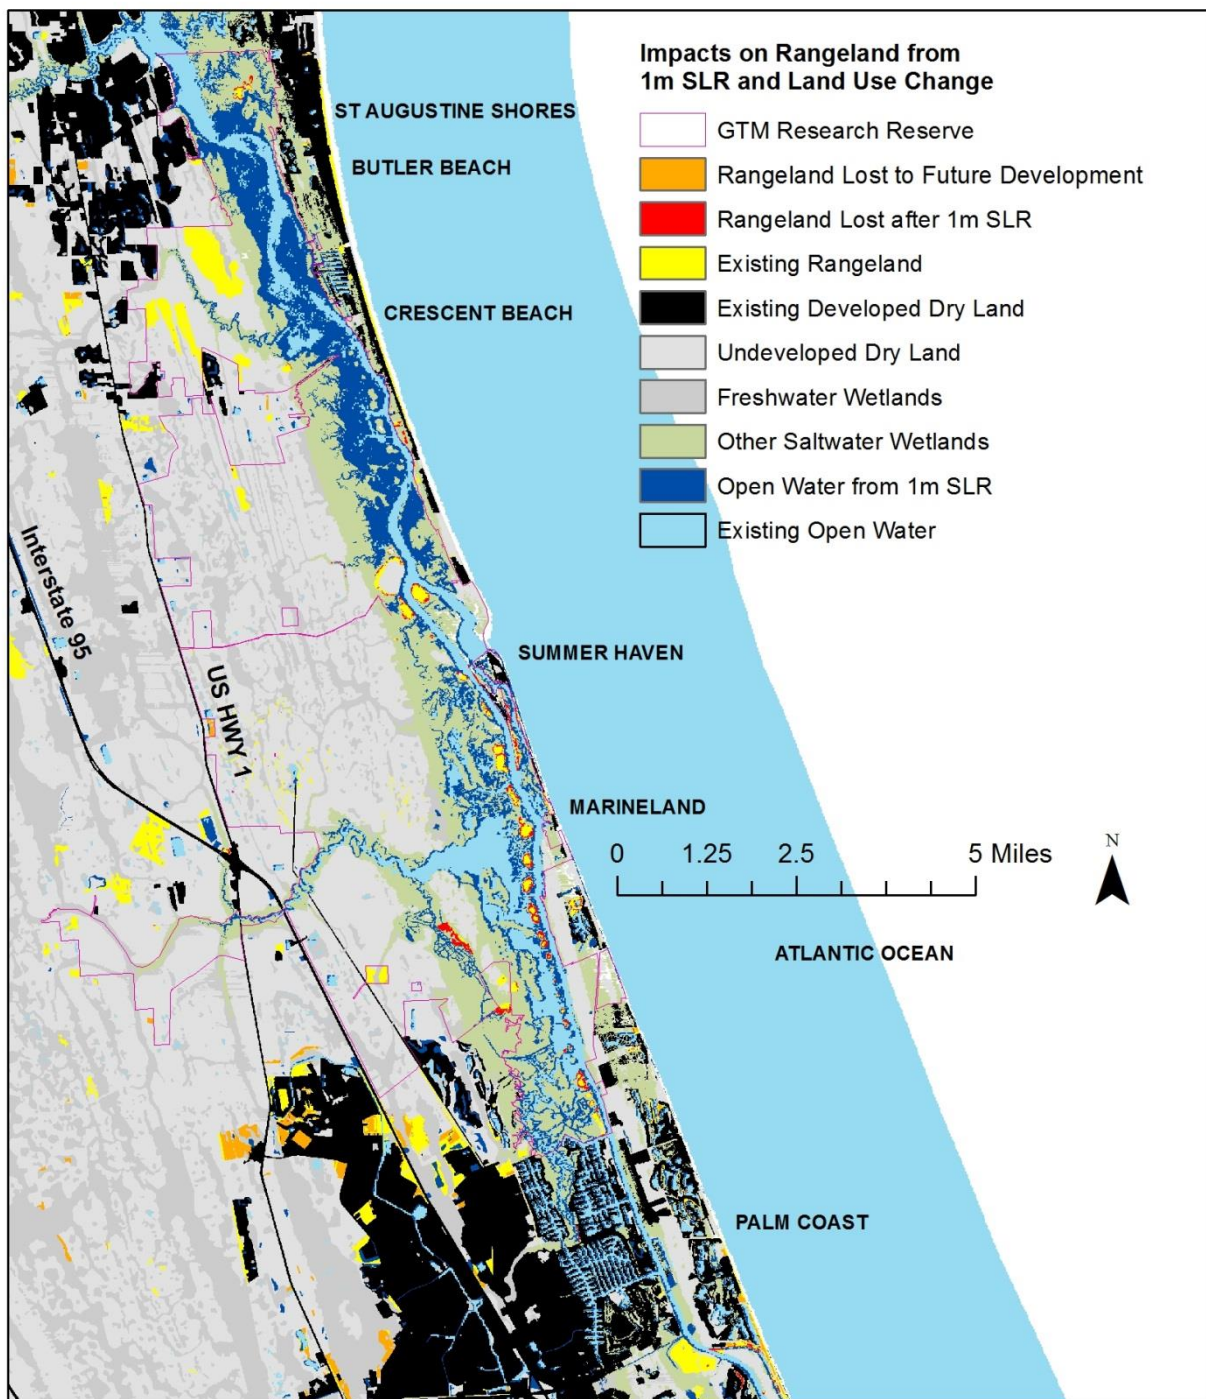 Impacts on Rangeland from
1m SLR and Land Use Change
GTM Research Reserve
Rangeland Lost to Future Development
Rangeland Lost after 1m SLR
Existing Rangeland
Existing Developed Dry Land
Undeveloped Dry Land
Freshwater Wetlands
Other Saltwater Wetlands
Open Water from 1m SLR
Existing Open Water
ST AUGUSTINE SHORES
BUTLER BEACH
CRESCENT BEACH
Interstate 95
US HWY 1
SUMMER HAVEN
MARINELAND
0 1.25 2.5 5 Miles
N
ATLANTIC OCEAN
PALM COAST